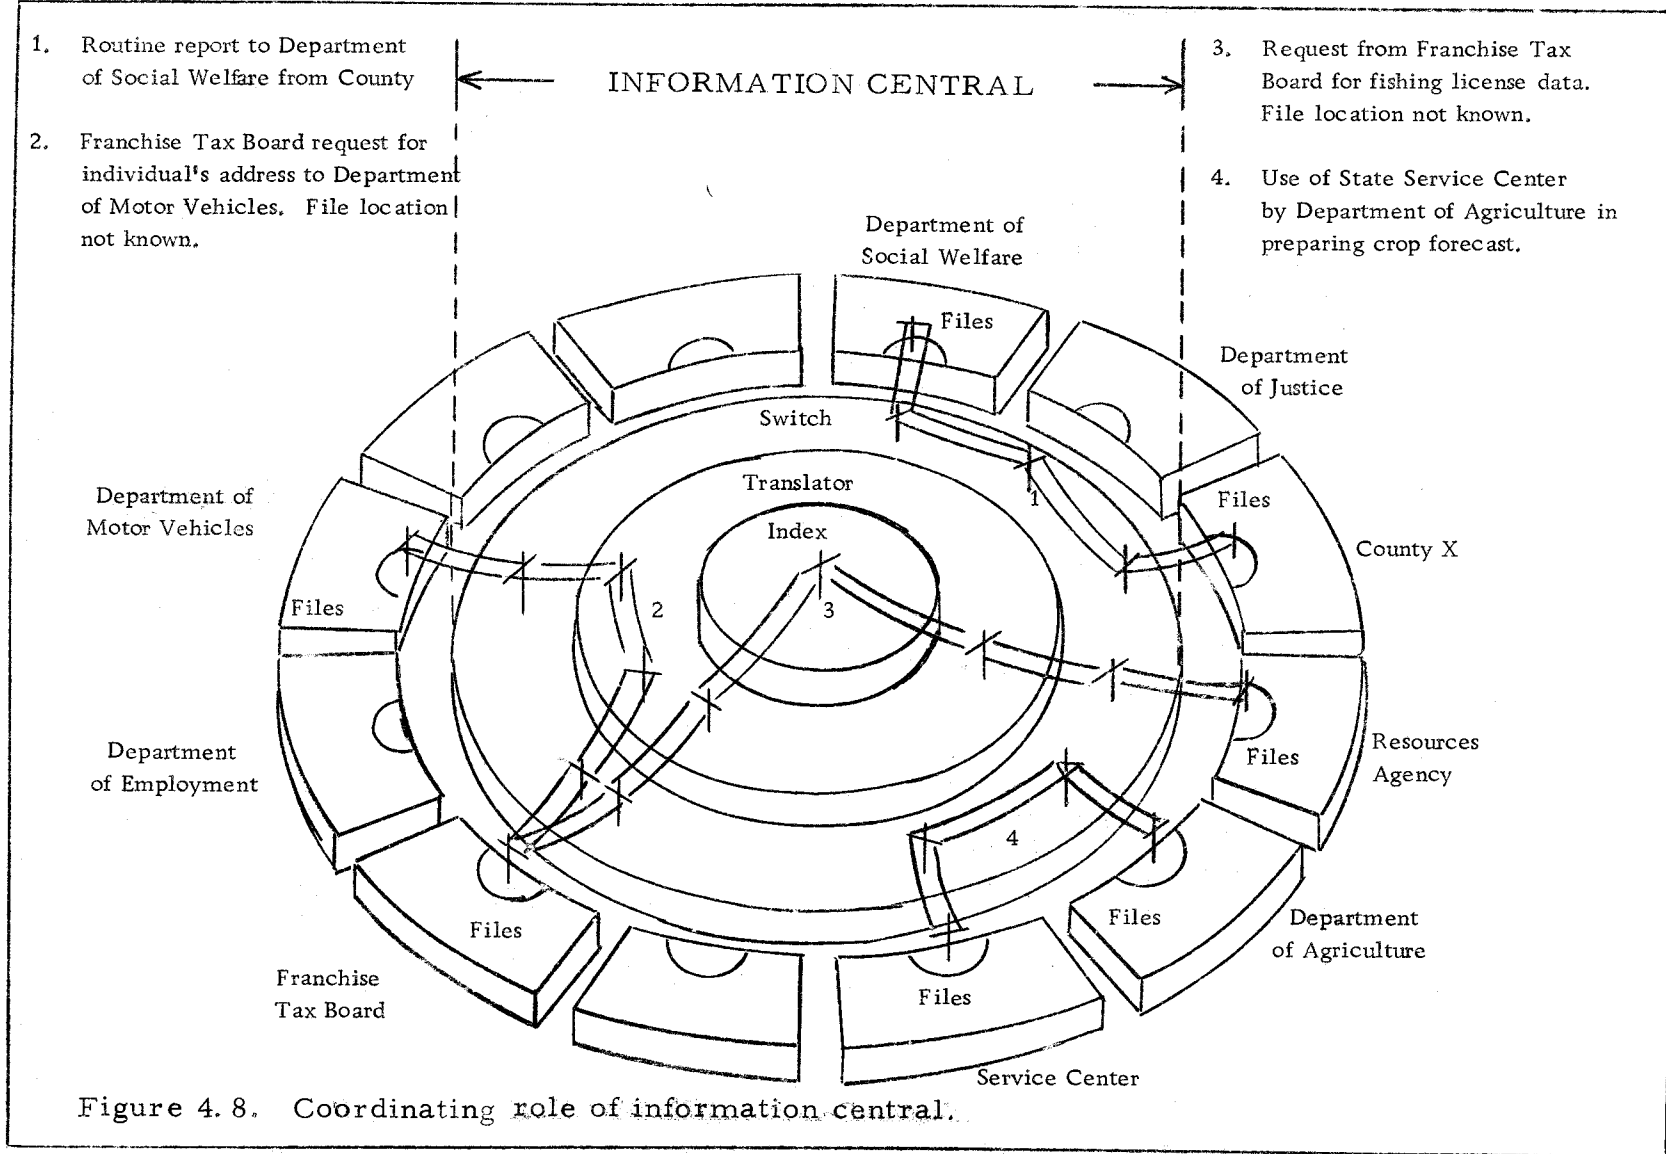 1. Routine report to Department
of Social Welfare from County
2. Franchise Tax Board request for
individual's address to Department
of Motor Vehicles. File location
not known.
INFORMATION CENTRAL
3. Request from Franchise Tax
Board for fishing license data.
File location not known.
4. Use of State Service Center
by Department of Agriculture in
preparing crop forecast.
Department of
Social Welfare
Files
Department
of Justice
Switch
Translator
Index
Department of
Motor Vehicles
Files
1
Files
County X
2
3
Department
of Employment
Resources
Agency
Files
4
Files
Franchise
Tax Board
Files
Department
of Agriculture
Files
Service Center
Figure 4.8. Coordinating role of information central.